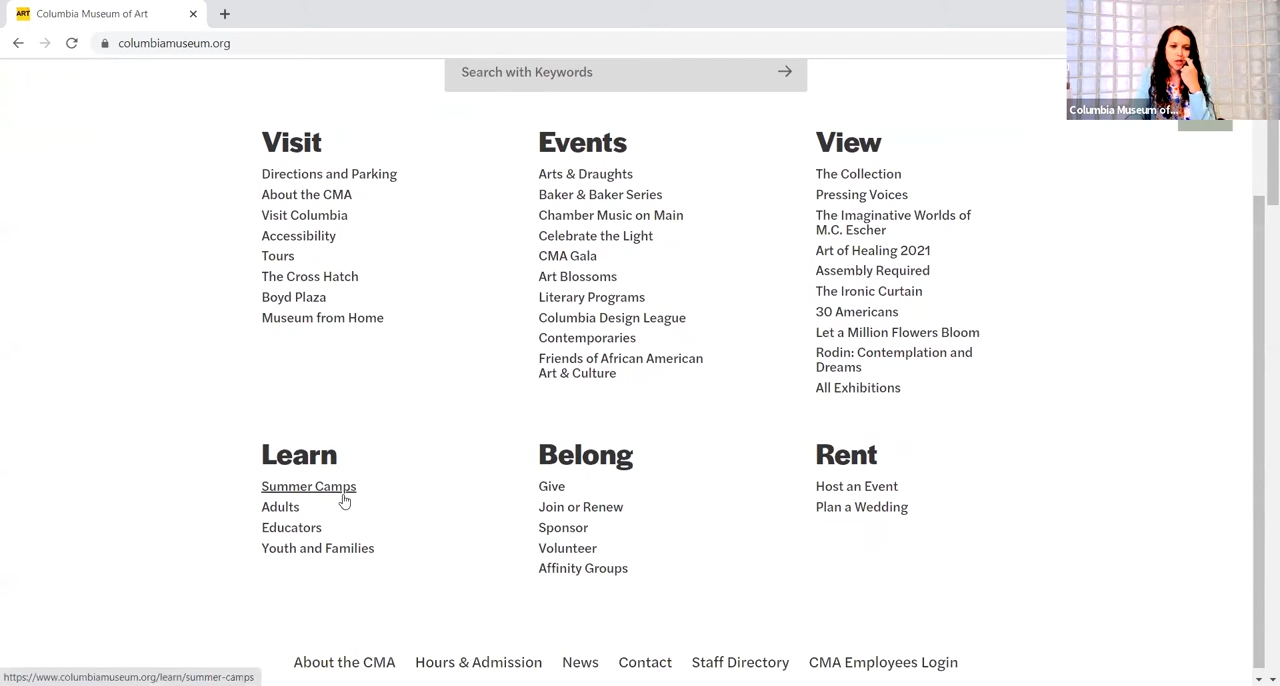 ART Columbia Museum of Art
columbiamuseum.org
Columbia Museum of...
Search with Keywords
Visit
Directions and Parking
About the CMA
Visit Columbia
Accessibility
Tours
The Cross Hatch
Boyd Plaza
Museum from Home
Events
Arts & Draughts
Baker & Baker Series
Chamber Music on Main
Celebrate the Light
CMA Gala
Art Blossoms
Literary Programs
Columbia Design League
Contemporaries
Friends of African American
Art & Culture
View
The Collection
Pressing Voices
The Imaginative Worlds of
M.C. Escher
Art of Healing 2021
Assembly Required
The Ironic Curtain
30 Americans
Let a Million Flowers Bloom
Rodin: Contemplation and
Dreams
All Exhibitions
Learn
Summer Camps
Adults
Educators
Youth and Families
Belong
Give
Join or Renew
Sponsor
Volunteer
Affinity Groups
Rent
Host an Event
Plan a Wedding
About the CMA Hours & Admission News Contact Staff Directory CMA Employees Login
https://www.columbiamuseum.org/learn/summer-camps